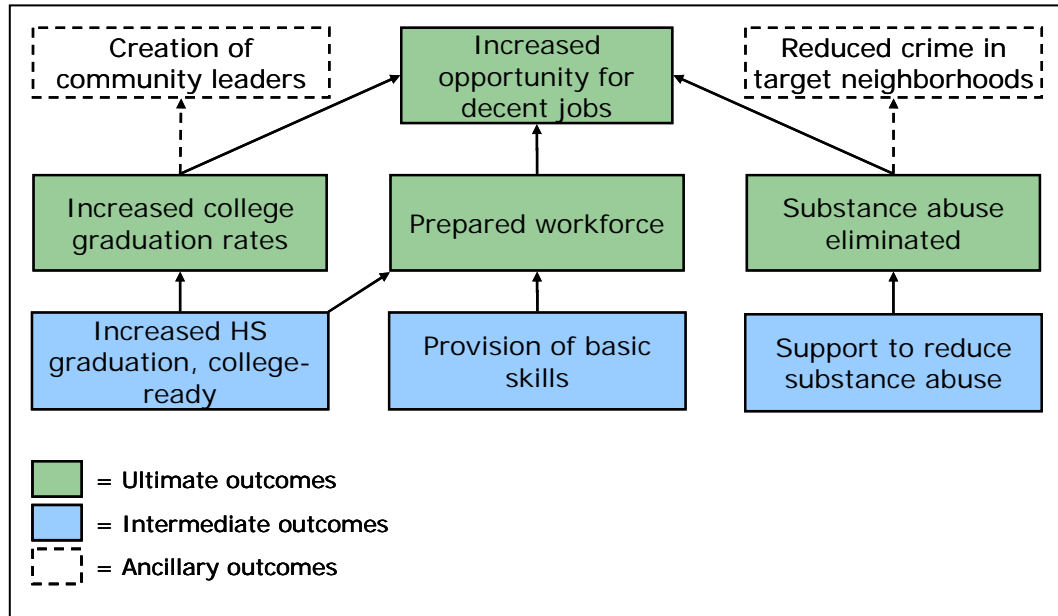 Creation of
community leaders
Increased
opportunity for
decent jobs
Reduced crime in
target neighborhoods
Increased college
graduation rates
Prepared workforce
Substance abuse
eliminated
Increased HS
graduation, college-
ready
Provision of basic
skills
Support to reduce
substance abuse
= Ultimate outcomes
= Intermediate outcomes
= Ancillary outcomes